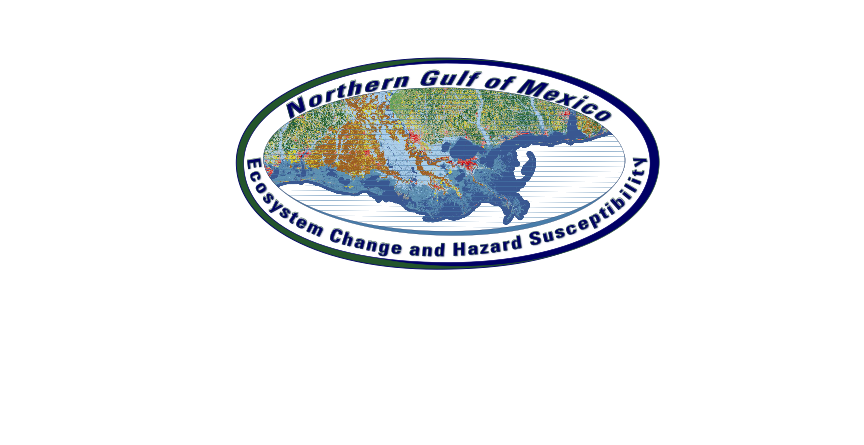 Northern Gulf of Mexico
Ecosystem Change and Hazard Susceptibility